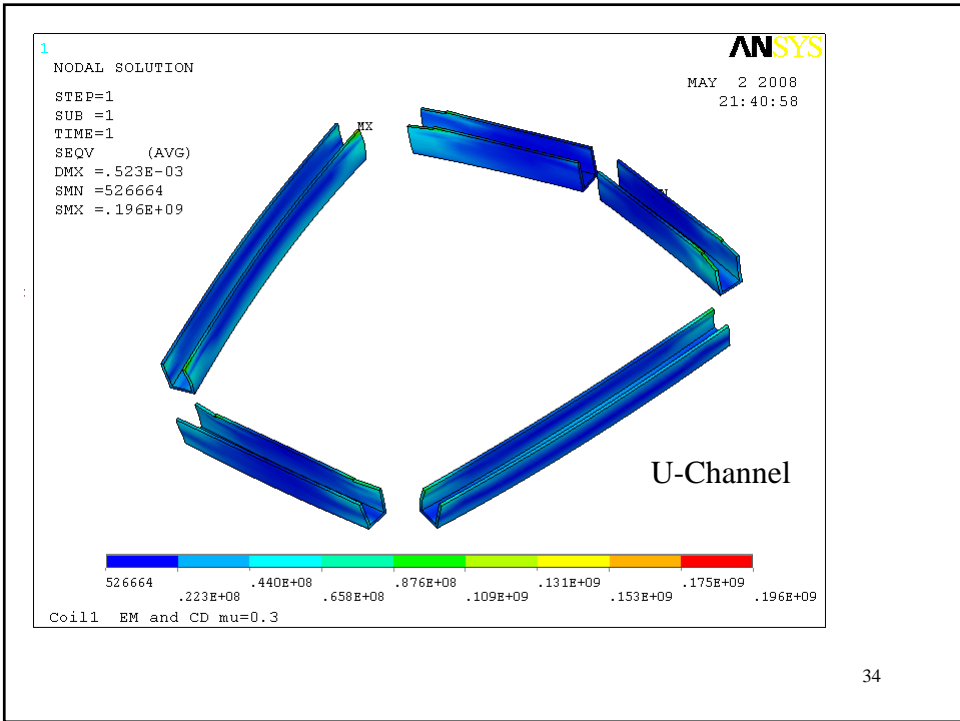 1
ANSYS
NODAL SOLUTION
MAY 2 2008
21:40:58
STEP=1
SUB =1
TIME=1
SEQV (AVG)
DMX =.523E-03
SMN =526664
SMX =.196E+09
MX
N
U-Channel
526664 .440E+08 .876E+08 .131E+09 .175E+09
.223E+08 .658E+08 .109E+09 .153E+09 .196E+09
Coil1 EM and CD mu=0.3
34